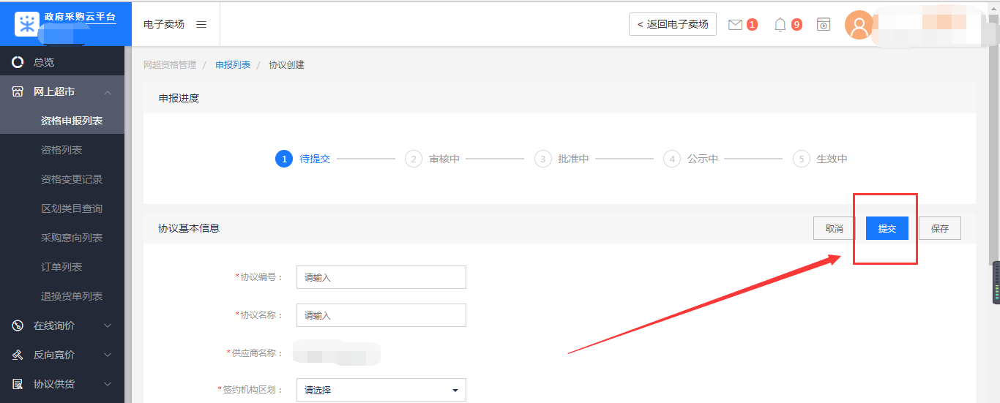 政府采购云平台
电子卖场
< 返回电子卖场
1
9
总览
网上超市
资格申报列表
资格列表
资格变更记录
区划类目查询
采购意向列表
订单列表
退换货单列表
在线询价
反向竞价
协议供货
网超资格管理 / 申报列表 / 协议创建
申报进度
1 待提交 2 审核中 3 批准中 4 公示中 5 生效中
协议基本信息
取消 提交 保存
*协议编号： 请输入
*协议名称： 请输入
*供应商名称：
*签约机构区划： 请选择